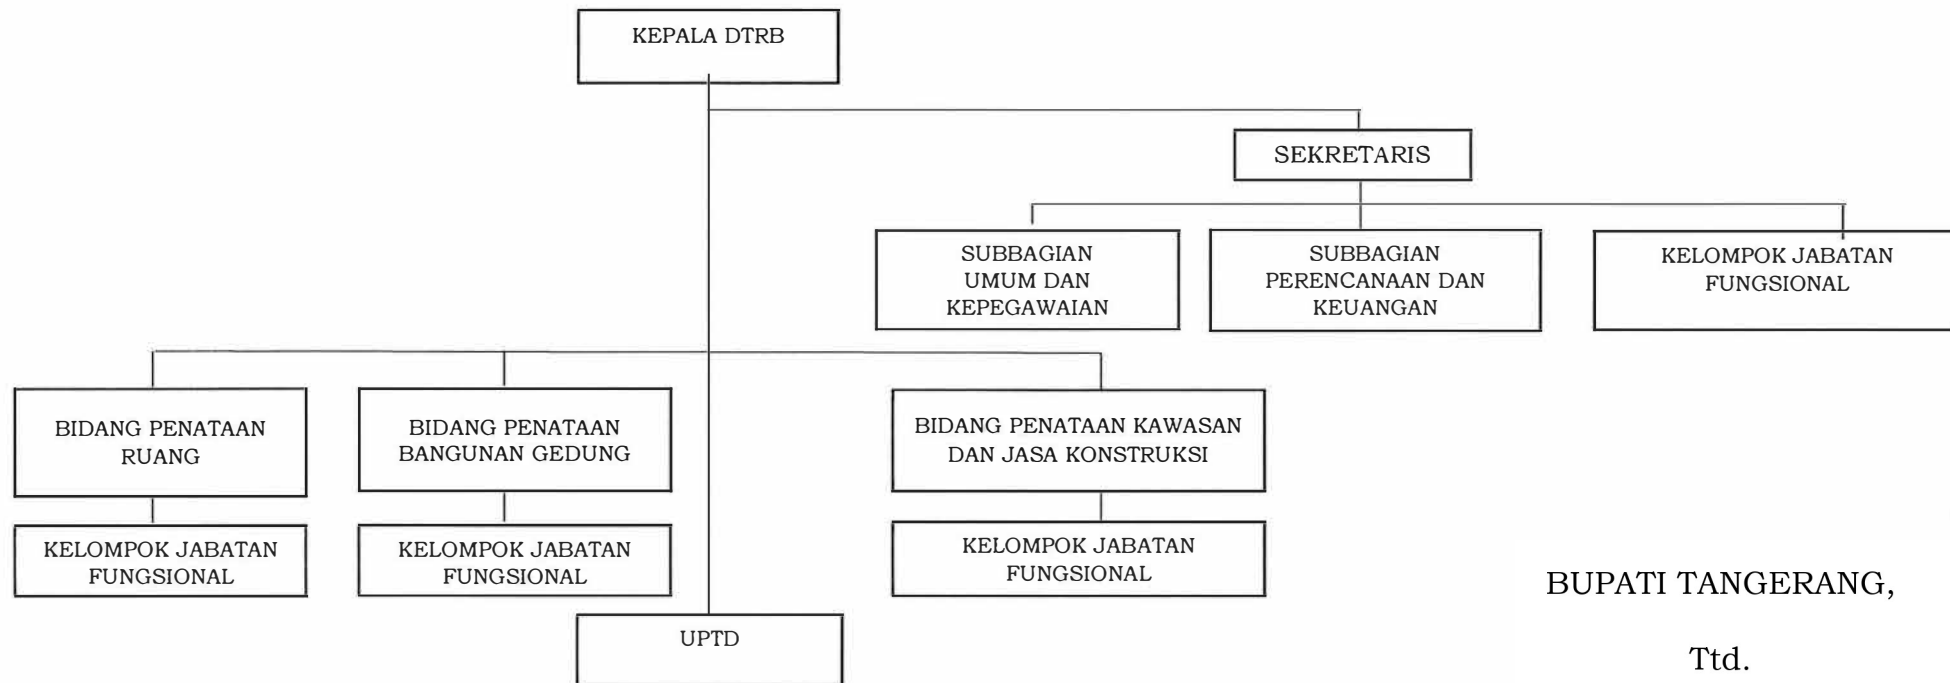 KEPALA DTRB
SEKRETARIS
SUBBAGIAN
UMUM DAN
KEPEGAWAIAN
SUBBAGIAN
PERENCANAAN DAN
KEUANGAN
KELOMPOK JABATAN
FUNGSIONAL
BIDANG PENATAAN
RUANG
BIDANG PENATAAN
BANGUNAN GEDUNG
BIDANG PENATAAN KAWASAN
DAN JASA KONSTRUKSI
KELOMPOK JABATAN
FUNGSIONAL
KELOMPOK JABATAN
FUNGSIONAL
KELOMPOK JABATAN
FUNGSIONAL
UPTD
BUPATI TANGERANG,
Ttd.